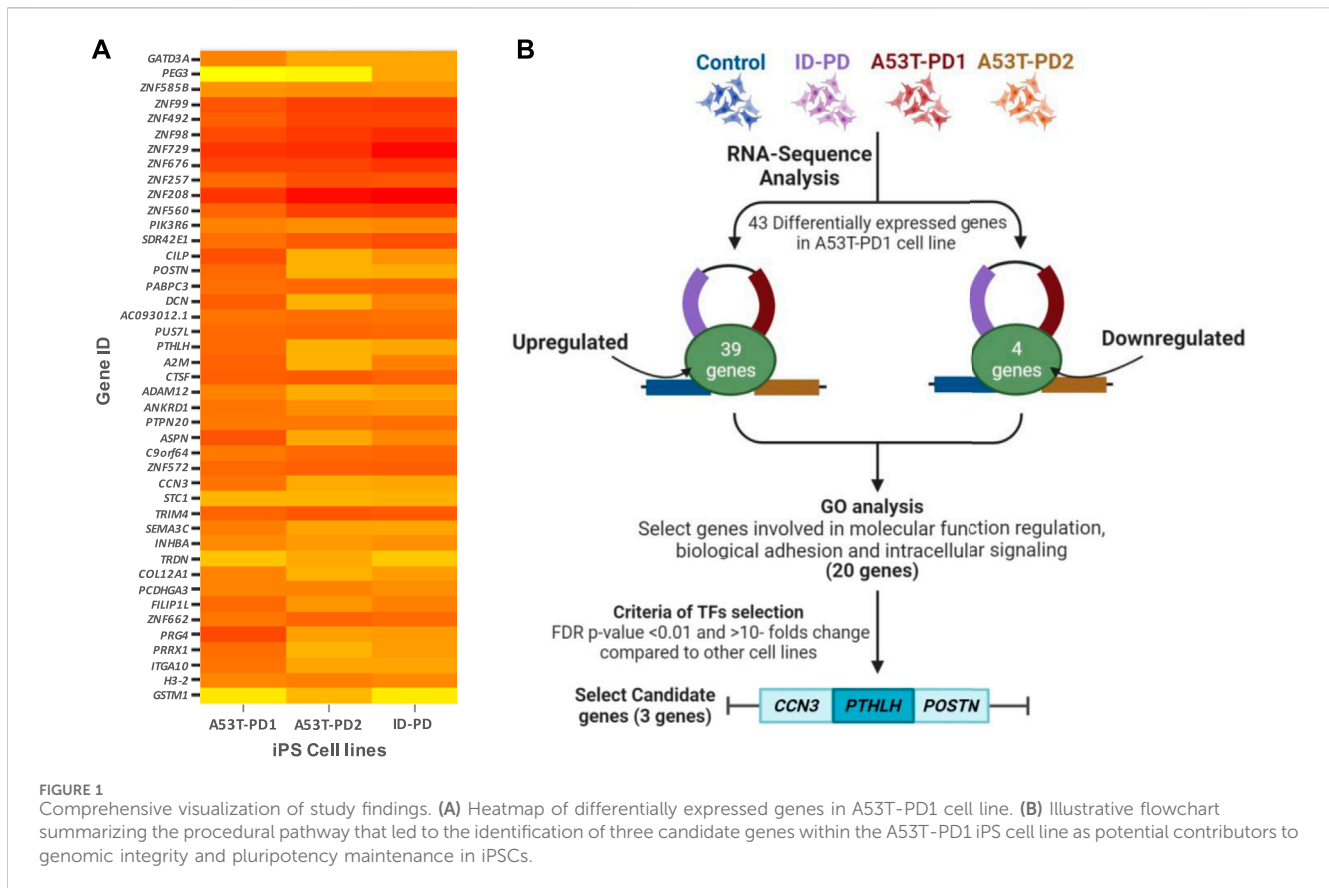 A
GATD3A
PEG3
ZNF585B
ZNF99
ZNF492
ZNF98
ZNF729
ZNF676
ZNF257
ZNF208
ZNF560
PIK3R6
SDR42E1
CILP
POSTN
PABPC3
DCN
AC093012.1
PUS7L
PTHLH
A2M
CTSF
ADAM12
ANKRD1
PTPN20
ASPN
C9orf64
ZNF572
CCN3
STC1
TRIM4
SEMA3C
INHBA
TRDN
COL12A1
PCDHGA3
FILIP1L
ZNF662
PRG4
PRRX1
ITGA10
H3-2
GSTM1
Gene ID
A53T-PD1 A53T-PD2 ID-PD
iPS Cell lines
B
Control ID-PD A53T-PD1 A53T-PD2
RNA-Sequence
Analysis
43 Differentially expressed genes
in A53T-PD1 cell line
Upregulated
39
genes
4
genes
Downregulated
GO analysis
Select genes involved in molecular function regulation,
biological adhesion and intracellular signaling
(20 genes)
Criteria of TFs selection
FDR p-value <0.01 and >10- folds change
compared to other cell lines
Select Candidate
genes (3 genes)
CCN3 PTHLH POSTN
FIGURE 1
Comprehensive visualization of study findings. (A) Heatmap of differentially expressed genes in A53T-PD1 cell line. (B) Illustrative flowchart
summarizing the procedural pathway that led to the identification of three candidate genes within the A53T-PD1 iPS cell line as potential contributors to
genomic integrity and pluripotency maintenance in iPSCs.